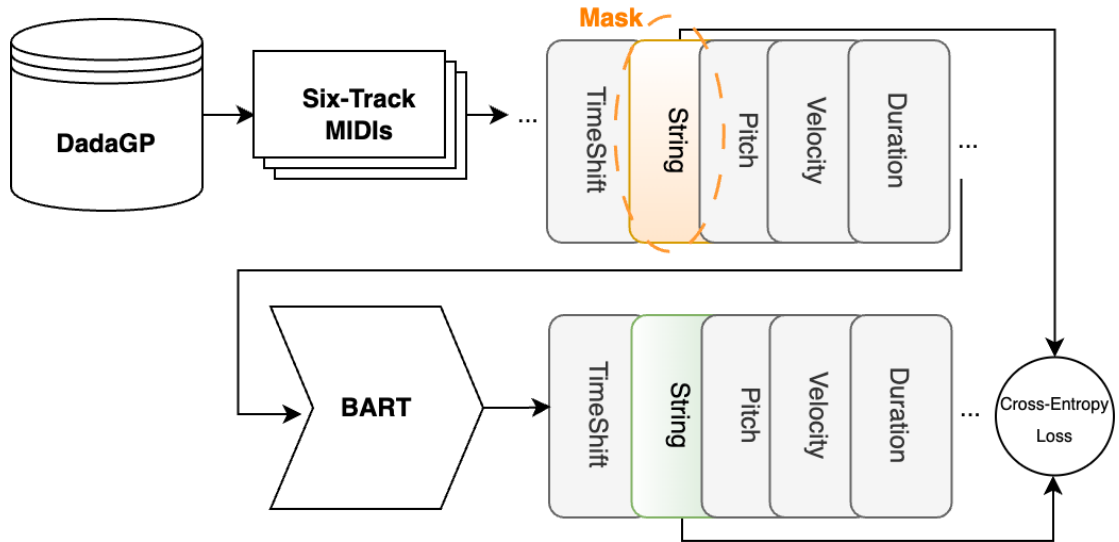 Mask
DadaGP
Six-Track
MIDIs
...
TimeShift
String
Pitch
Velocity
Duration
...
BART
TimeShift
String
Pitch
Velocity
Duration
...
Cross-Entropy
Loss